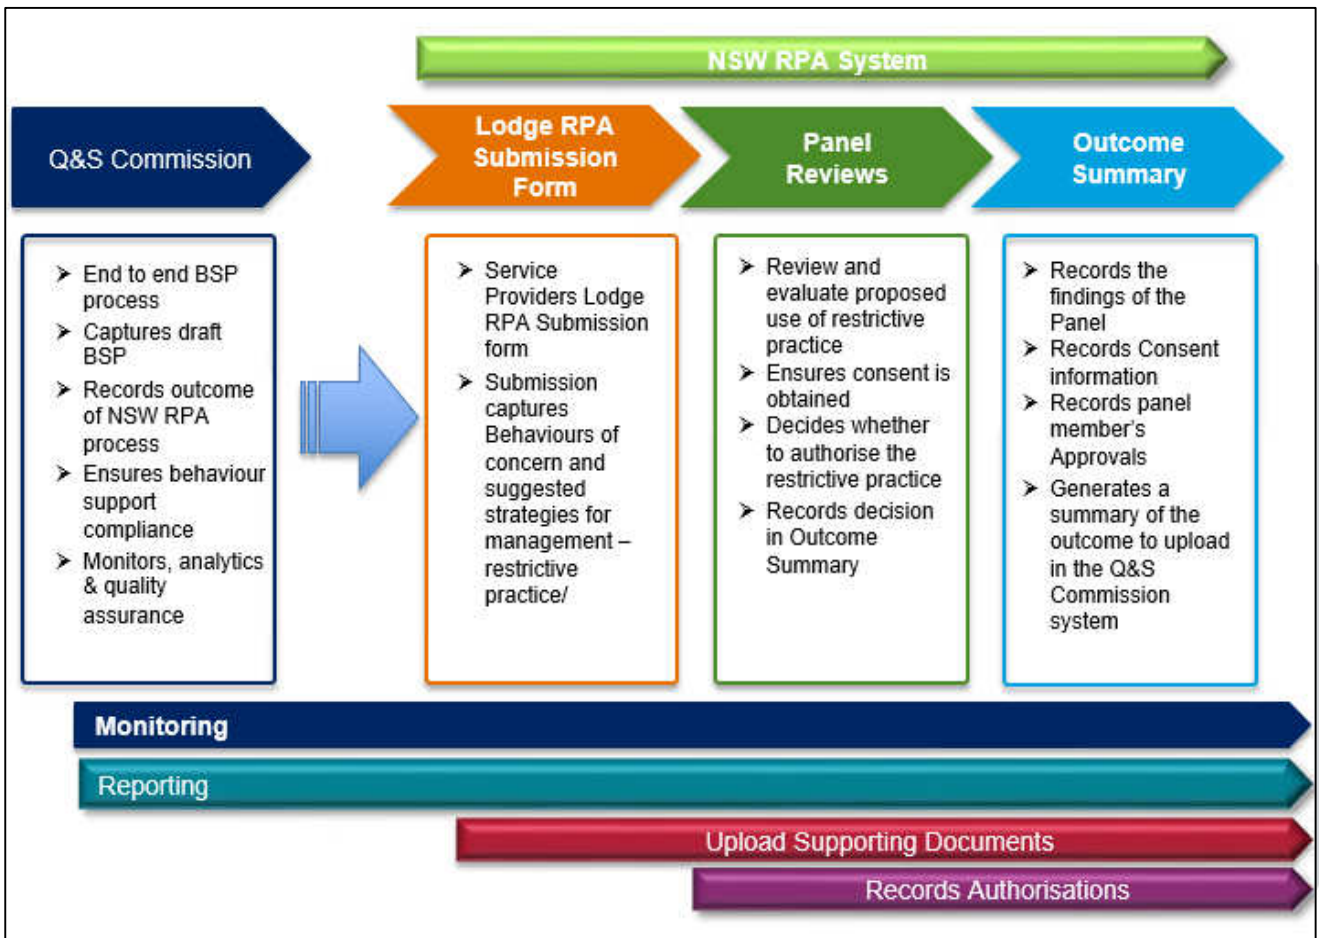 NSW RPA System
Q&S Commission
Lodge RPA
Submission
Form
Panel
Reviews
Outcome
Summary
➤ End to end BSP
process
➤ Captures draft
BSP
➤ Records outcome
of NSW RPA
process
➤ Ensures behaviour
support
compliance
➤ Monitors, analytics
& quality
assurance
➤ Service
Providers Lodge
RPA Submission
form
➤ Submission
captures
Behaviours of
concern and
suggested
strategies for
management –
restrictive
practice/
➤ Review and
evaluate proposed
use of restrictive
practice
➤ Ensures consent is
obtained
➤ Decides whether
to authorise the
restrictive practice
➤ Records decision
in Outcome
Summary
➤ Records the
findings of the
Panel
➤ Records Consent
information
➤ Records panel
member's
Approvals
➤ Generates a
summary of the
outcome to upload
in the Q&S
Commission
system
Monitoring
Reporting
Upload Supporting Documents
Records Authorisations